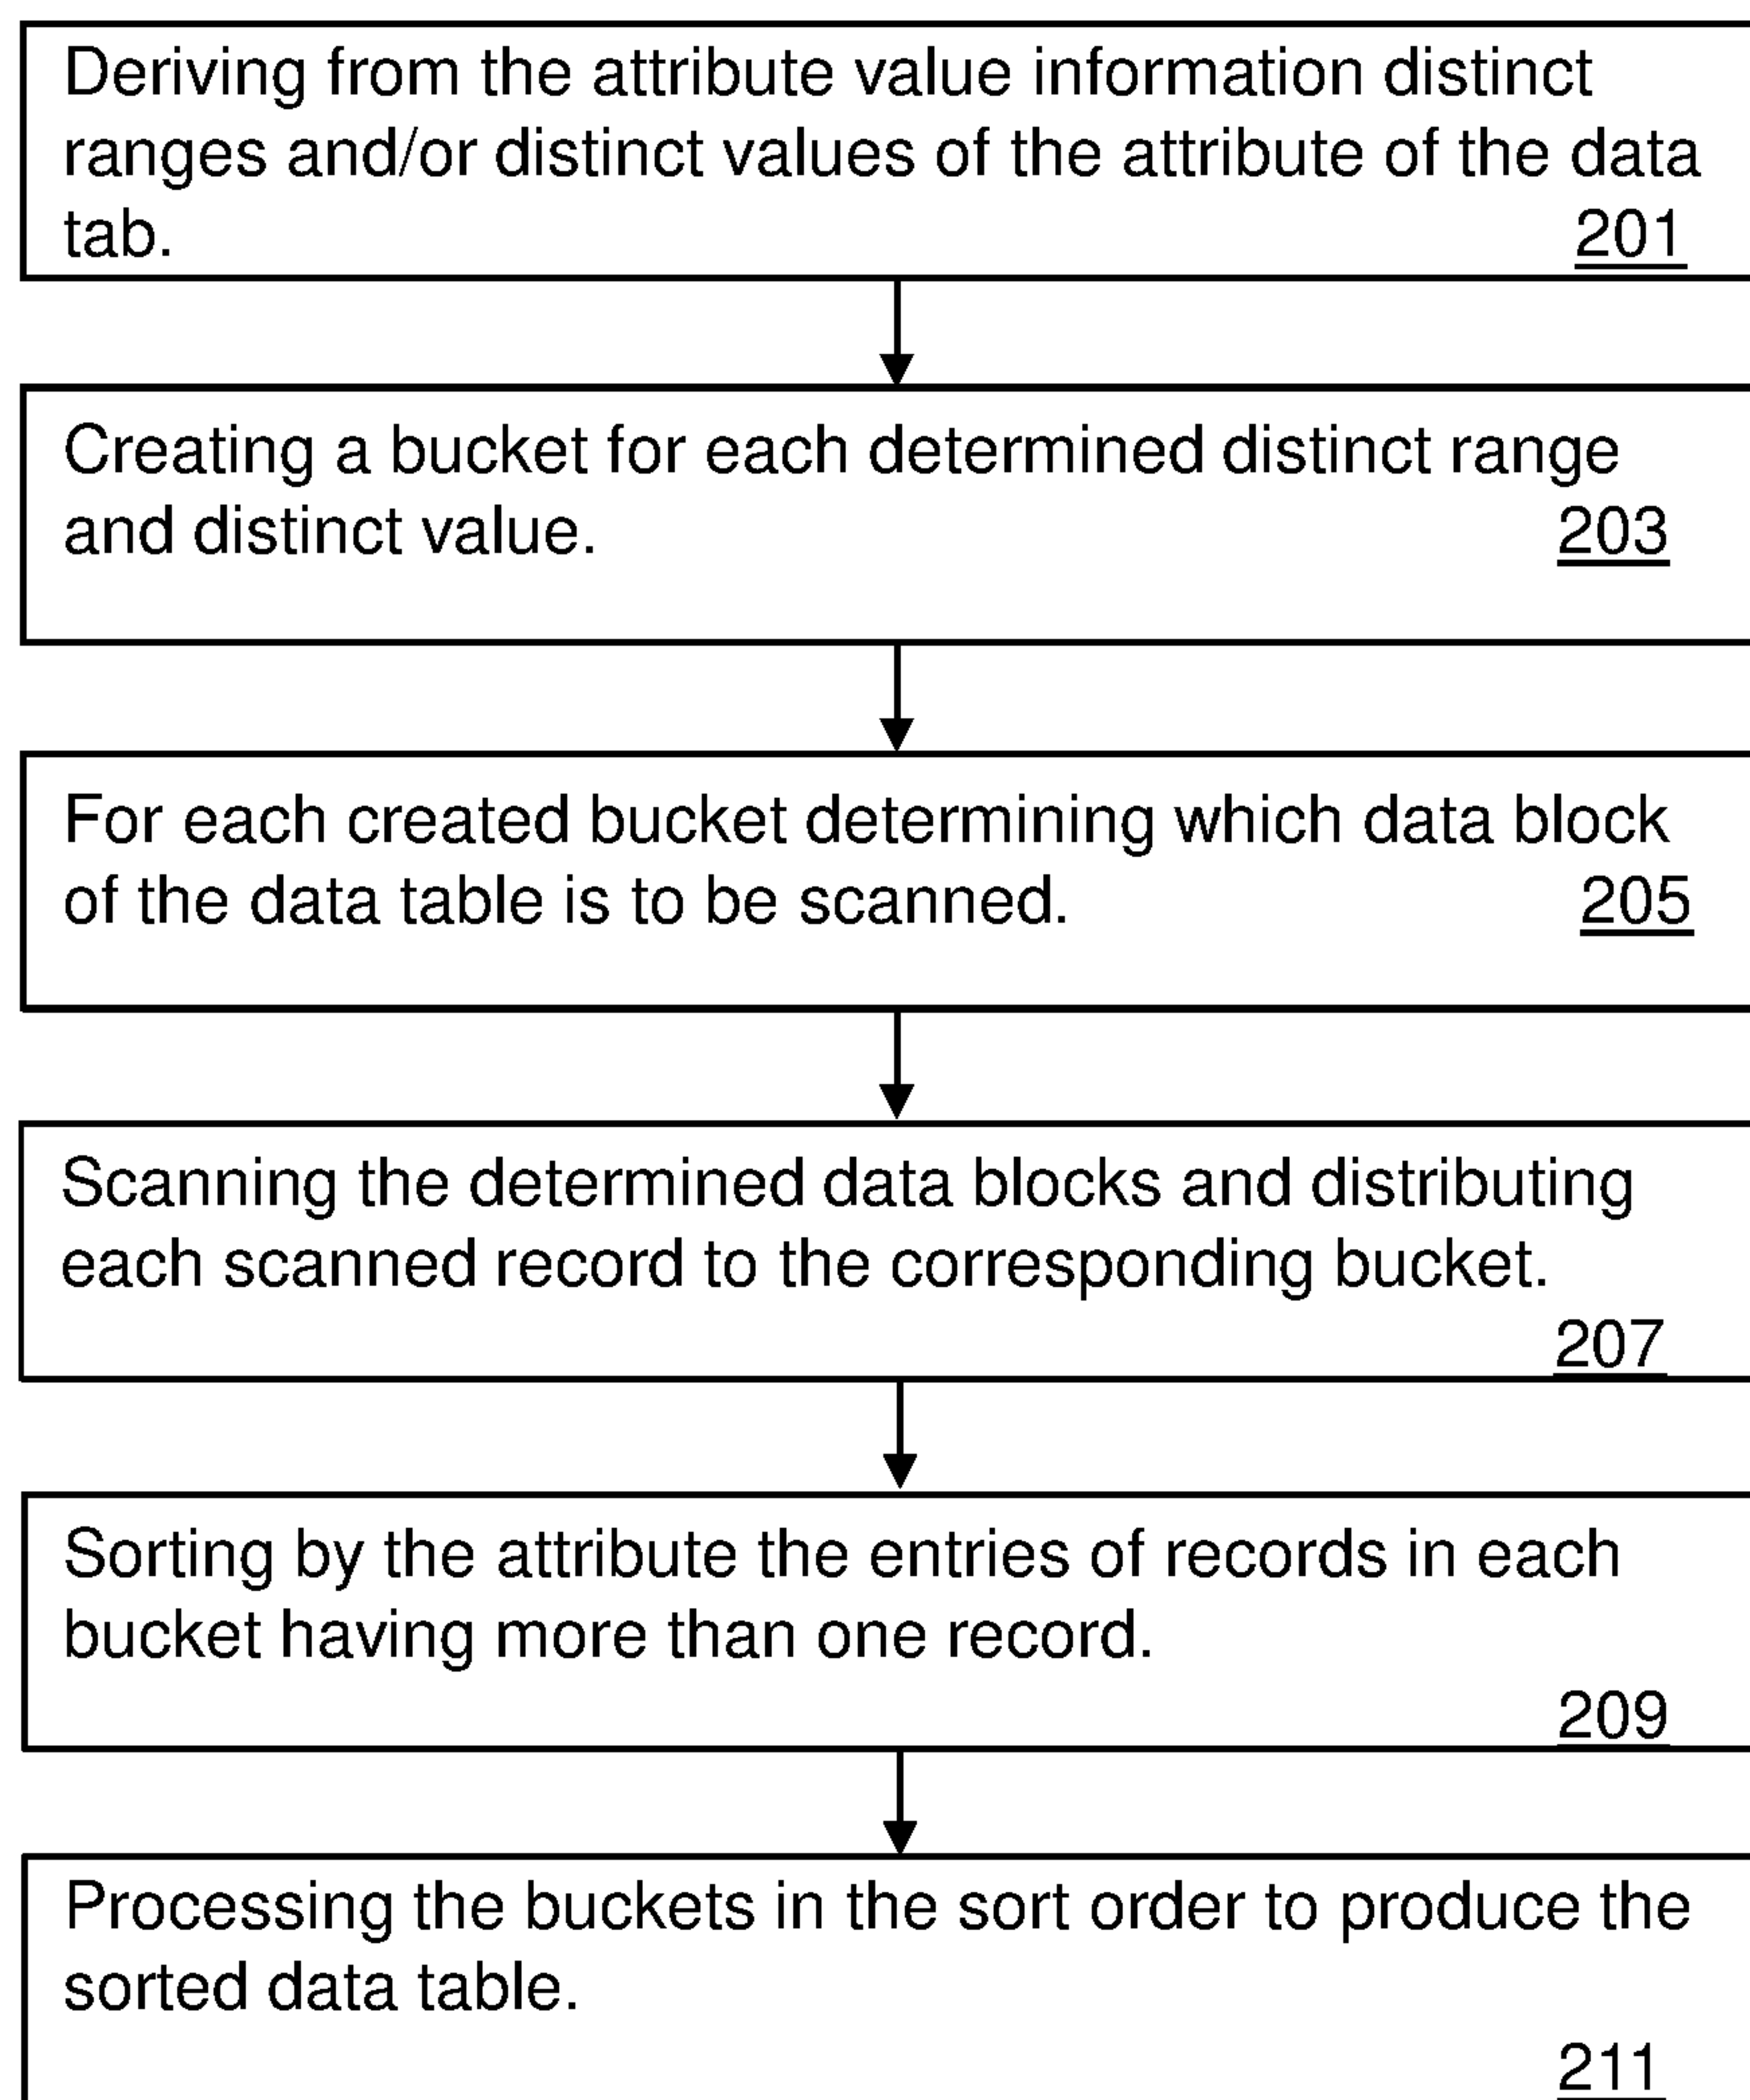 Deriving from the attribute value information distinct
ranges and/or distinct values of the attribute of the data
tab. 201
Creating a bucket for each determined distinct range
and distinct value. 203
For each created bucket determining which data block
of the data table is to be scanned. 205
Scanning the determined data blocks and distributing
each scanned record to the corresponding bucket.
207
Sorting by the attribute the entries of records in each
bucket having more than one record.
209
Processing the buckets in the sort order to produce the
sorted data table.
211